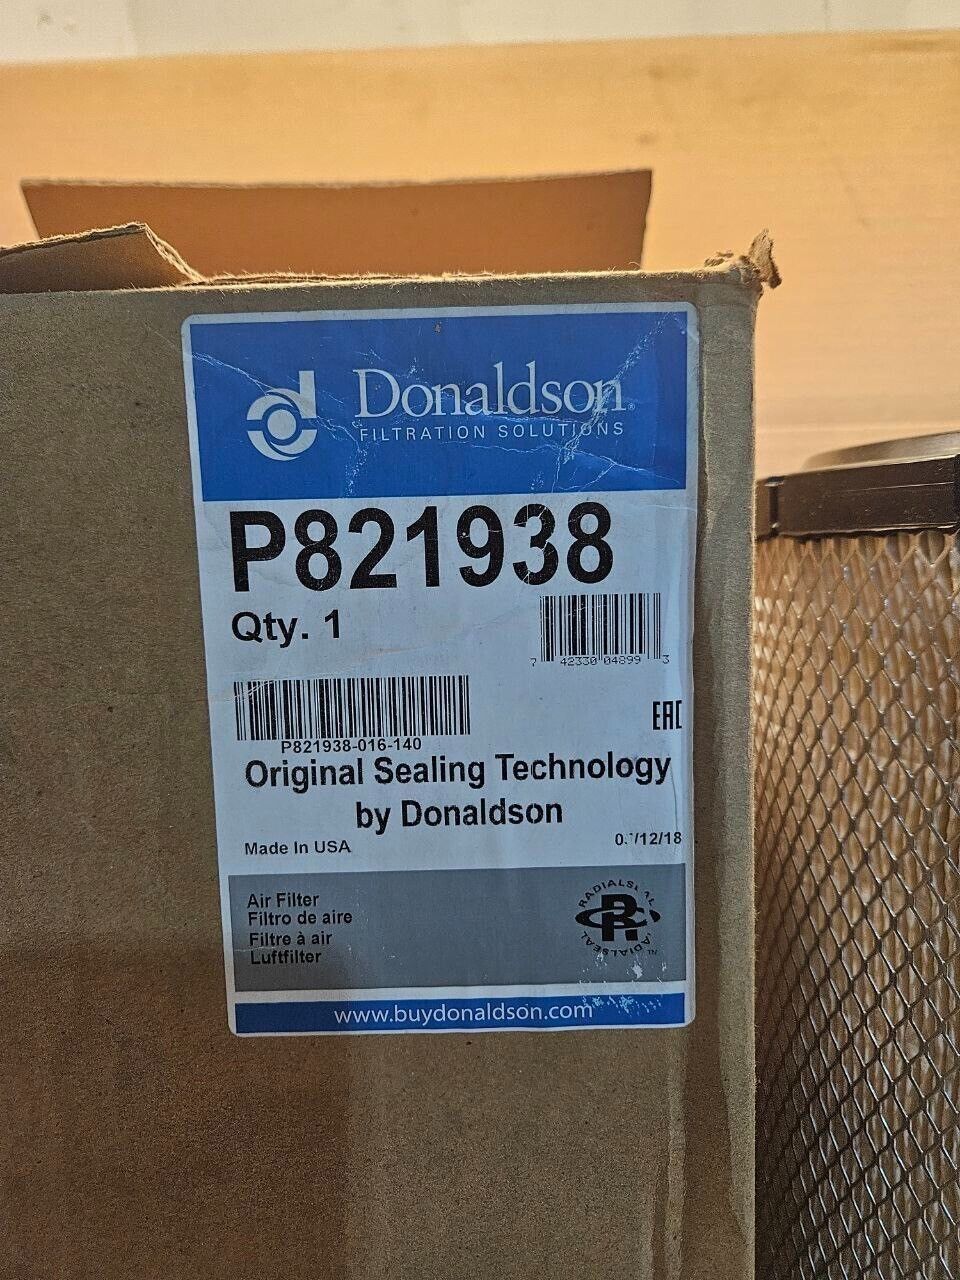 Donaldson®
FILTRATION SOLUTIONS
P821938
Qty. 1
7 42330 04899 3
P821938-016-140
EAC
Original Sealing Technology
by Donaldson
Made In USA
/12/18
Air Filter
Filtro de aire
Filtre à air
Luftfilter
RADIALSEAL
RADIALSEAL
www.buydonaldson.com